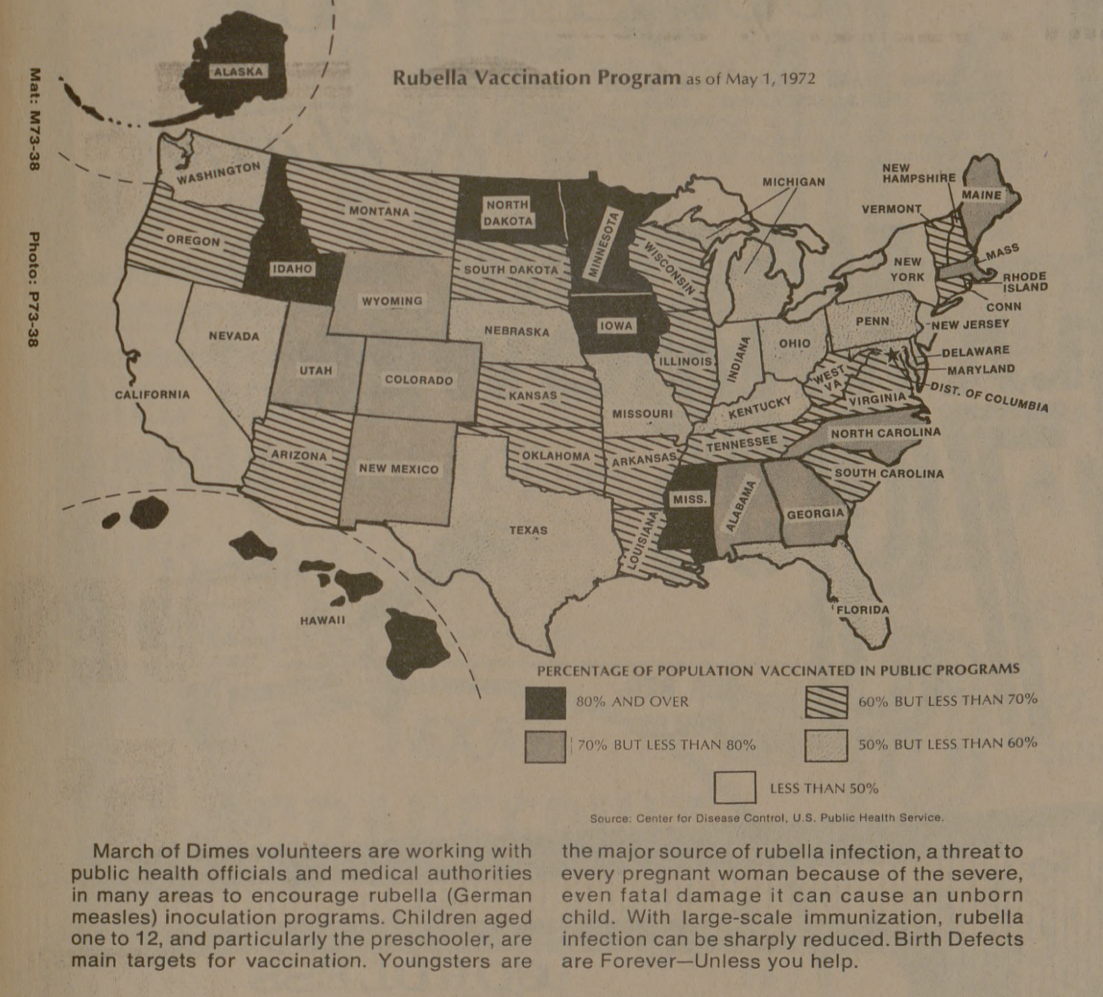 Mat: M73-38 Photo: P73-38
Rubella Vaccination Program as of May 1, 1972
ALASKA
WASHINGTON
OREGON
IDAHO
MONTANA
NORTH
DAKOTA
MINNESOTA
SOUTH DAKOTA
WISCONSIN
MICHIGAN
NEW
HAMPSHIRE
VERMONT
MAINE
NEW
YORK
MASS
RHODE
ISLAND
CONN
NEW JERSEY
PENN
DELAWARE
MARYLAND
DIST. OF COLUMBIA
WYOMING
NEBRASKA
IOWA
ILLINOIS
INDIANA
OHIO
WEST
VA.
VIRGINIA
NEVADA
UTAH
COLORADO
KANSAS
MISSOURI
KENTUCKY
CALIFORNIA
ARIZONA
NEW MEXICO
OKLAHOMA
ARKANSAS
TENNESSEE
NORTH CAROLINA
SOUTH CAROLINA
TEXAS
LOUISIANA
MISS.
ALABAMA
GEORGIA
FLORIDA
HAWAII
PERCENTAGE OF POPULATION VACCINATED IN PUBLIC PROGRAMS
80% AND OVER
60% BUT LESS THAN 70%
70% BUT LESS THAN 80%
50% BUT LESS THAN 60%
LESS THAN 50%
Source: Center for Disease Control, U.S. Public Health Service.
March of Dimes volunteers are working with
public health officials and medical authorities
in many areas to encourage rubella (German
measles) inoculation programs. Children aged
one to 12, and particularly the preschooler, are
main targets for vaccination. Youngsters are
the major source of rubella infection, a threat to
every pregnant woman because of the severe,
even fatal damage it can cause an unborn
child. With large-scale immunization, rubella
infection can be sharply reduced. Birth Defects
are Forever—Unless you help.